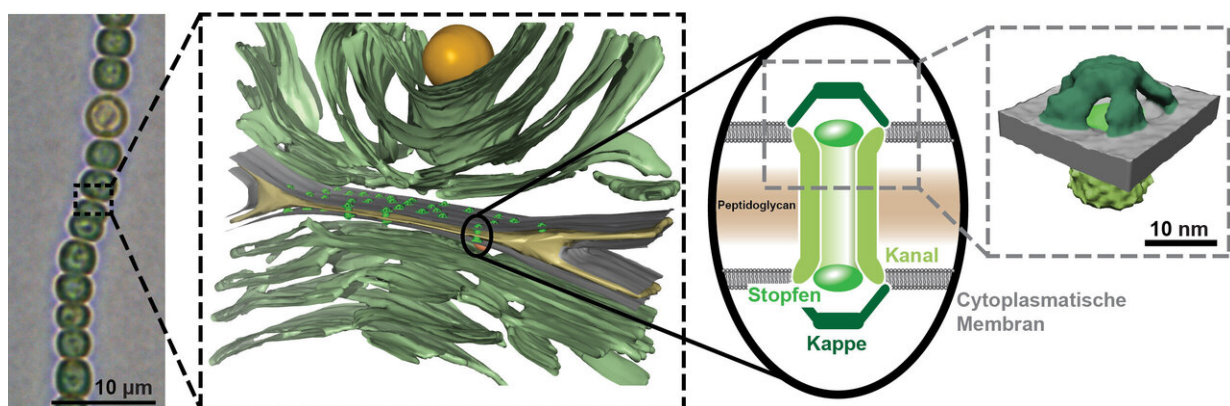 10 µm
Peptidoglycan
Kanal
Stopfen
Kappe
Cytoplasmatische
Membran
10 nm